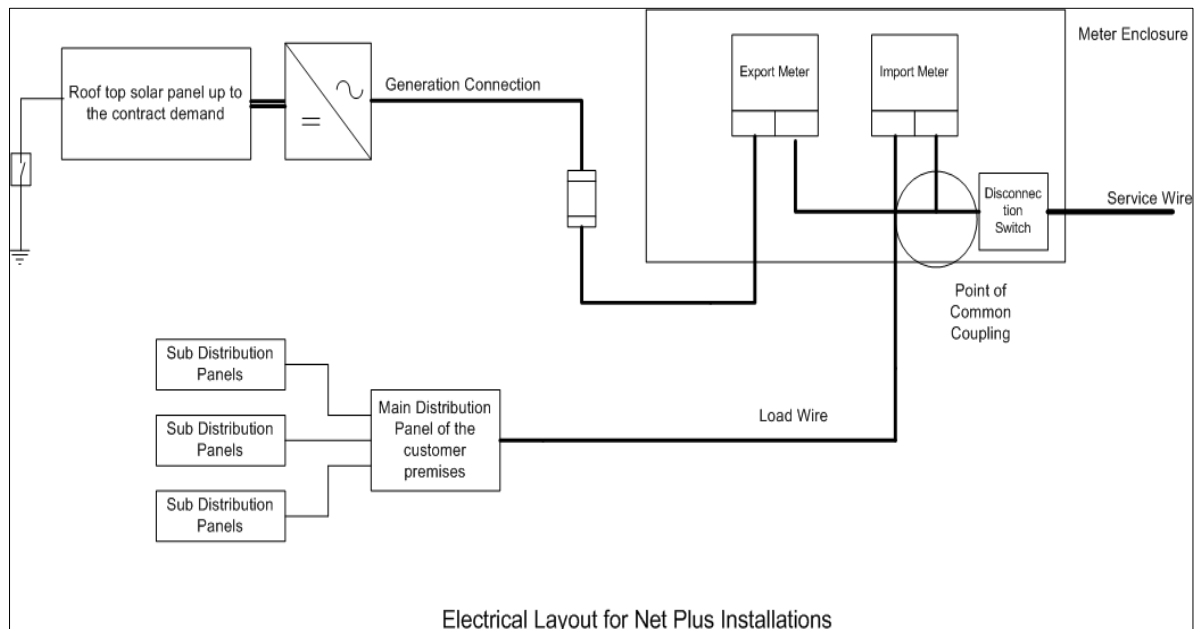 Meter Enclosure
Export Meter
Import Meter
Roof top solar panel up to
the contract demand
Generation Connection
Disconnec
tion
Switch
Service Wire
Point of
Common
Coupling
Sub Distribution
Panels
Sub Distribution
Panels
Sub Distribution
Panels
Main Distribution
Panel of the
customer
premises
Load Wire
Electrical Layout for Net Plus Installations